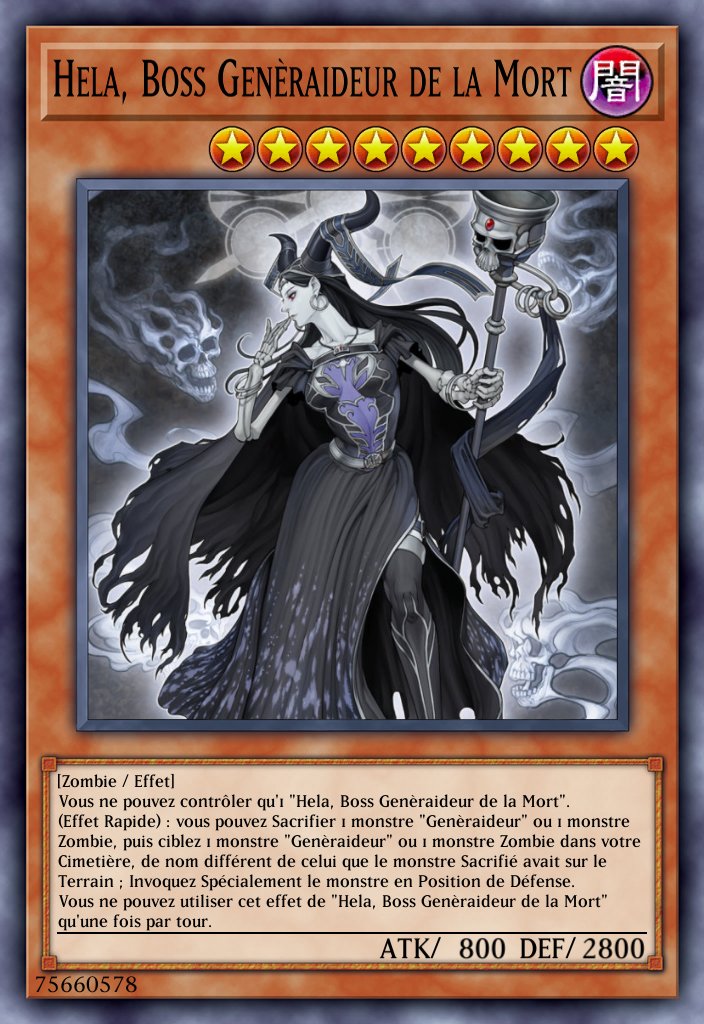 Hela, Boss Genèraideur de la Mort
闇
[Zombie / Effet]
Vous ne pouvez contrôler qu'1 "Hela, Boss Genèraideur de la Mort".
(Effet Rapide) : vous pouvez Sacrifier 1 monstre "Genèraideur" ou 1 monstre
Zombie, puis ciblez 1 monstre "Genèraideur" ou 1 monstre Zombie dans votre
Cimetière, de nom différent de celui que le monstre Sacrifié avait sur le
Terrain ; Invoquez Spécialement le monstre en Position de Défense.
Vous ne pouvez utiliser cet effet de "Hela, Boss Genèraideur de la Mort"
qu'une fois par tour.
ATK/ 800 DEF/ 2800
75660578